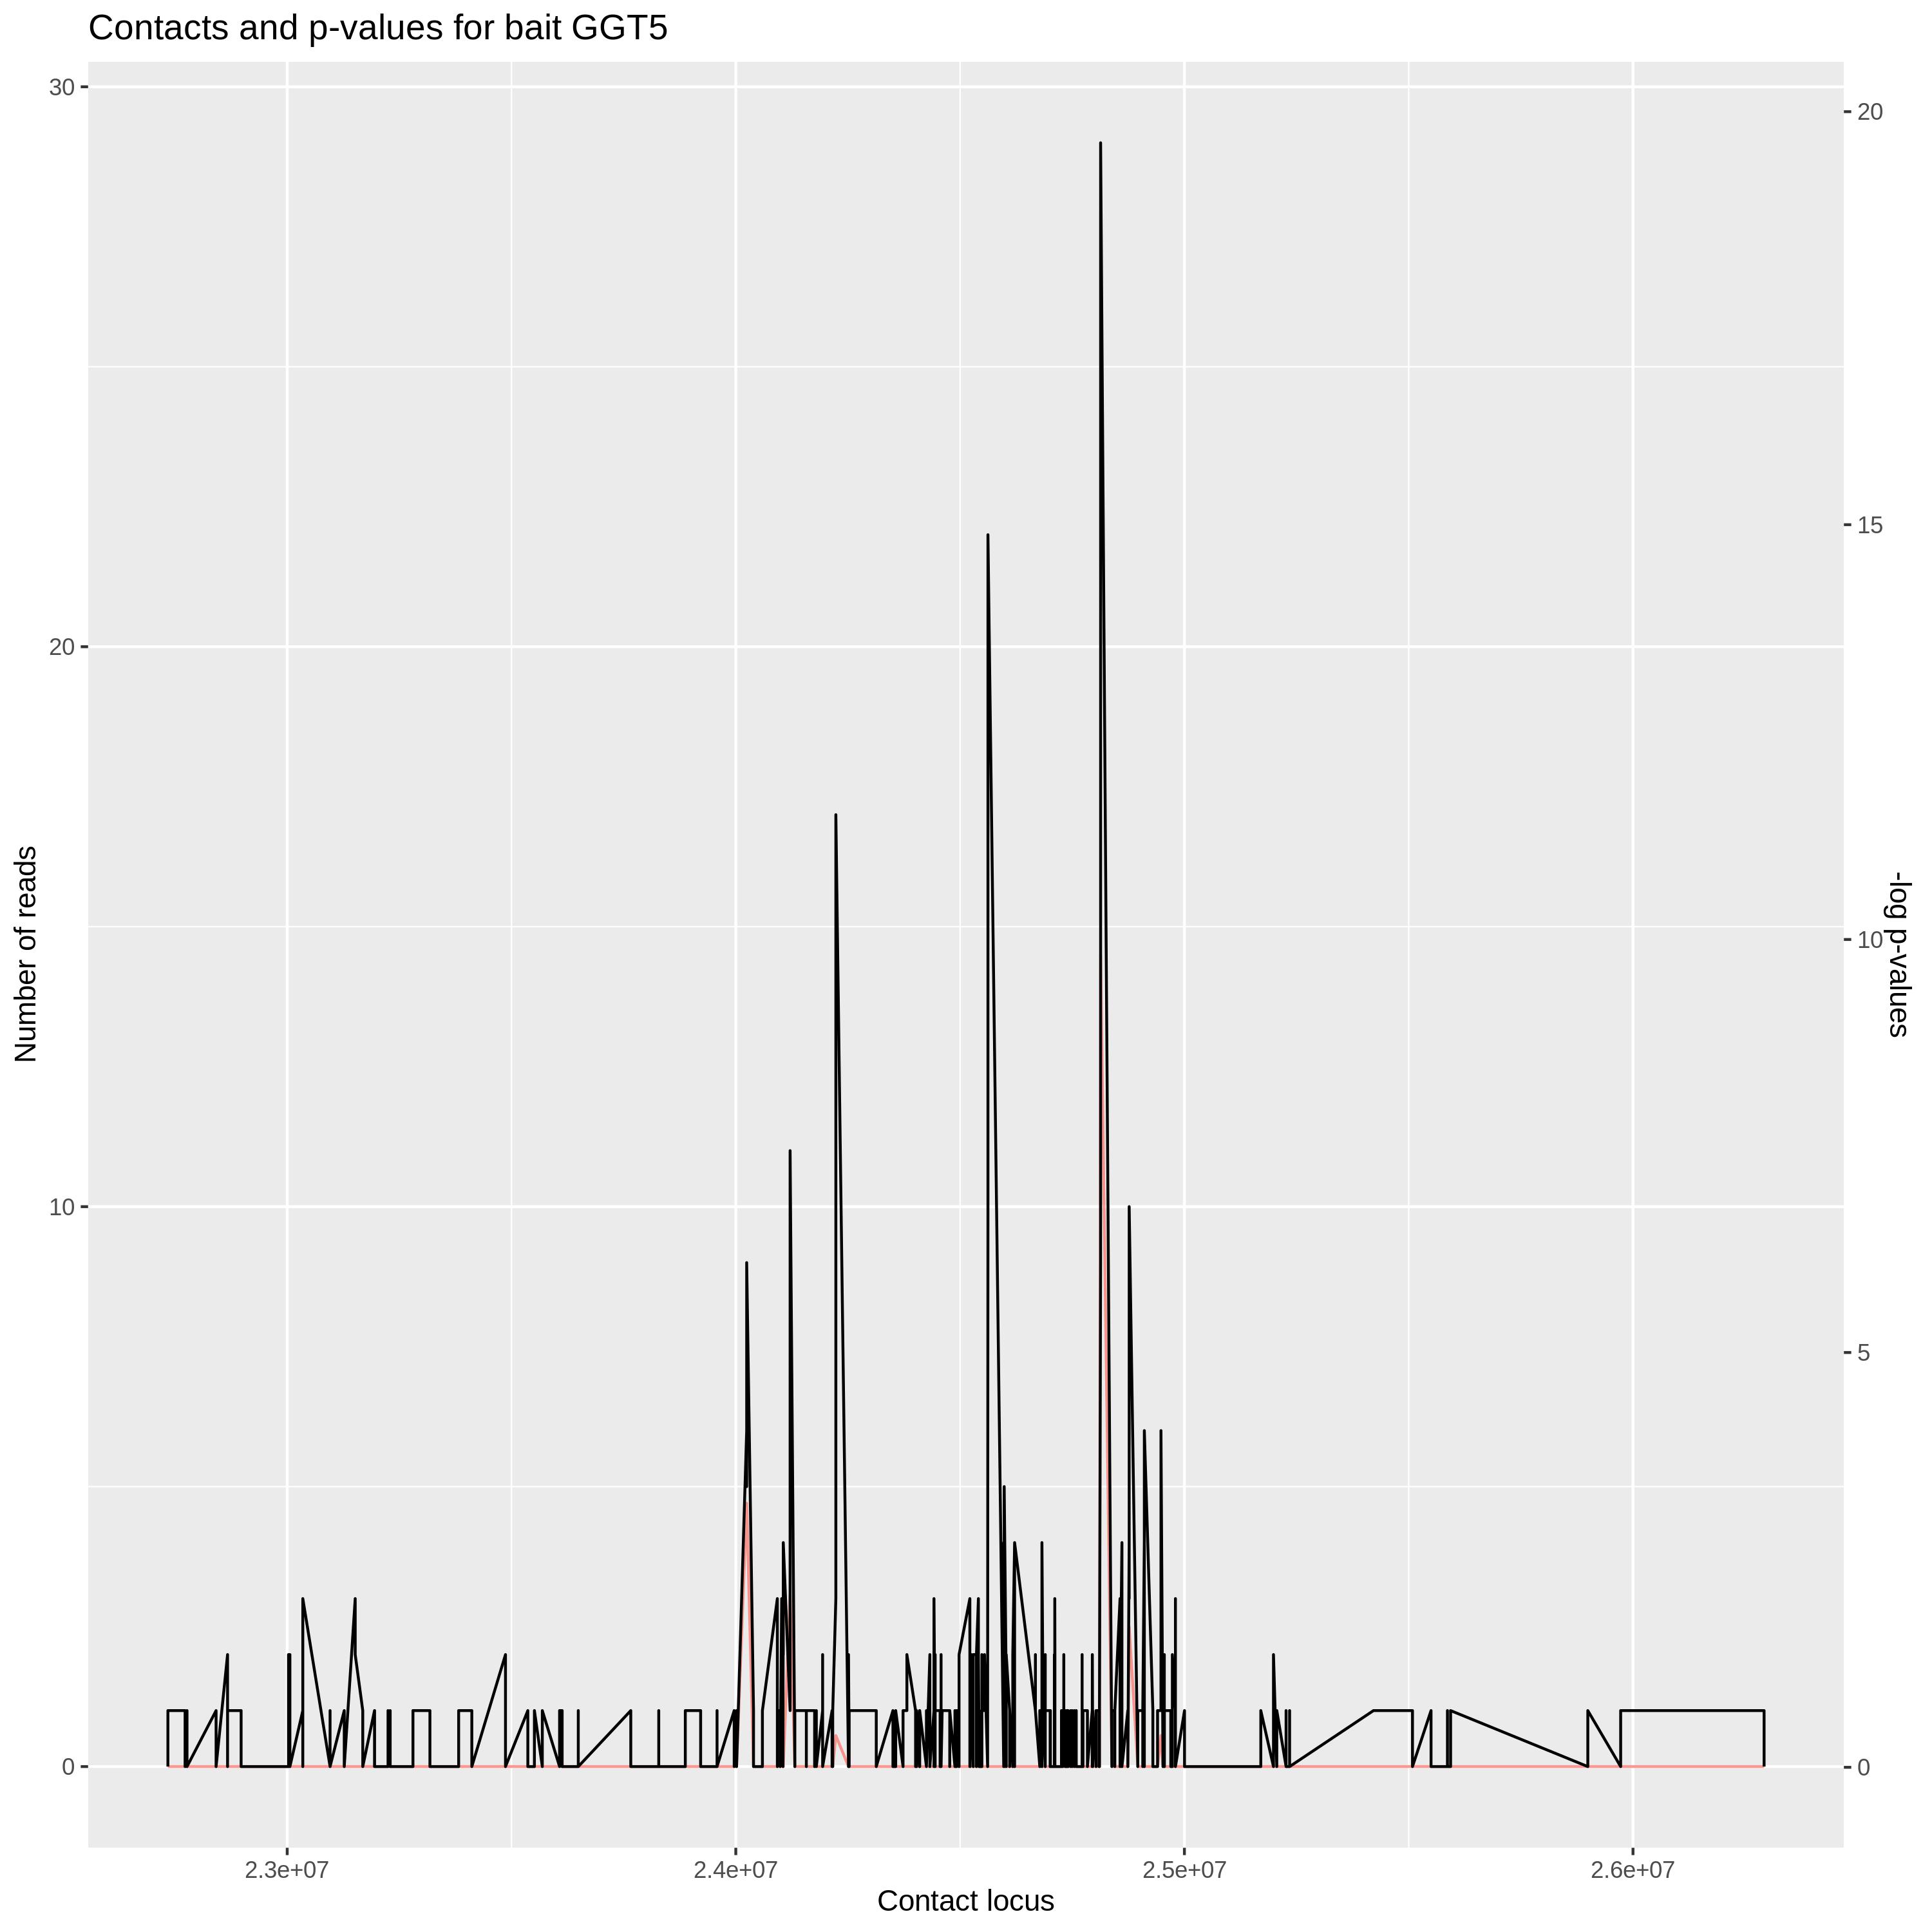 Contacts and p-values for bait GGT5
30
20
10
0
Number of reads
20
15
10
5
0
-log p-values
2.3e+07
2.4e+07
2.5e+07
2.6e+07
Contact locus